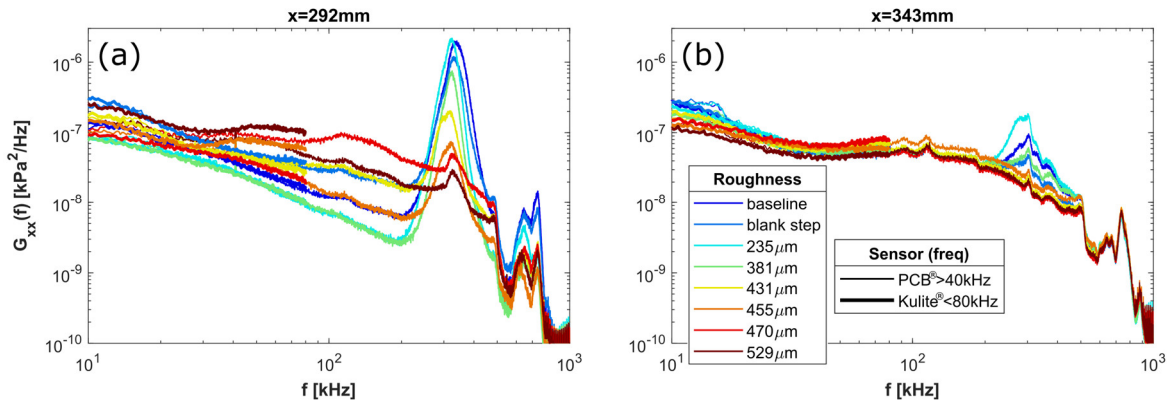 x=292mm
(a)
G_xx(f) [kPa²/Hz]
10⁻⁶
10⁻⁷
10⁻⁸
10⁻⁹
10⁻¹⁰
10¹
10²
10³
f [kHz]
x=343mm
(b)
10⁻⁶
10⁻⁷
10⁻⁸
10⁻⁹
10⁻¹⁰
10¹
10²
10³
f [kHz]
Roughness
baseline
blank step
235μm
381μm
431μm
455μm
470μm
529μm
Sensor (freq)
PCB®>40kHz
Kulite®<80kHz